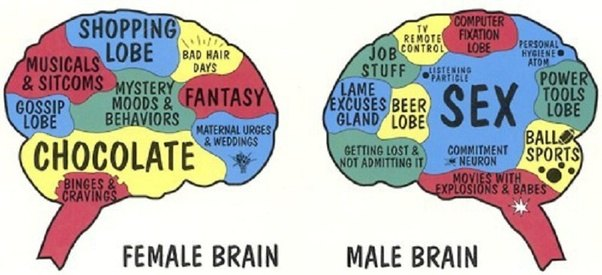 SHOPPING
LOBE
BAD HAIR
DAYS
MUSICALS
& SITCOMS
MYSTERY
MOODS &
BEHAVIORS
FANTASY
GOSSIP
LOBE
MATERNAL URGES
& WEDDINGS
CHOCOLATE
BINGES &
CRAVINGS
FEMALE BRAIN
TV
REMOTE
CONTROL
COMPUTER
FIXATION
LOBE
PERSONAL
HYGIENE
ATOM
JOB
STUFF
LISTENING
PARTICLE
POWER
TOOLS
LOBE
LAME
EXCUSES
GLAND
BEER
LOBE
SEX
BALL
SPORTS
GETTING LOST &
NOT ADMITTING IT
COMMITMENT
NEURON
MOVIES WITH
EXPLOSIONS & BABES
MALE BRAIN